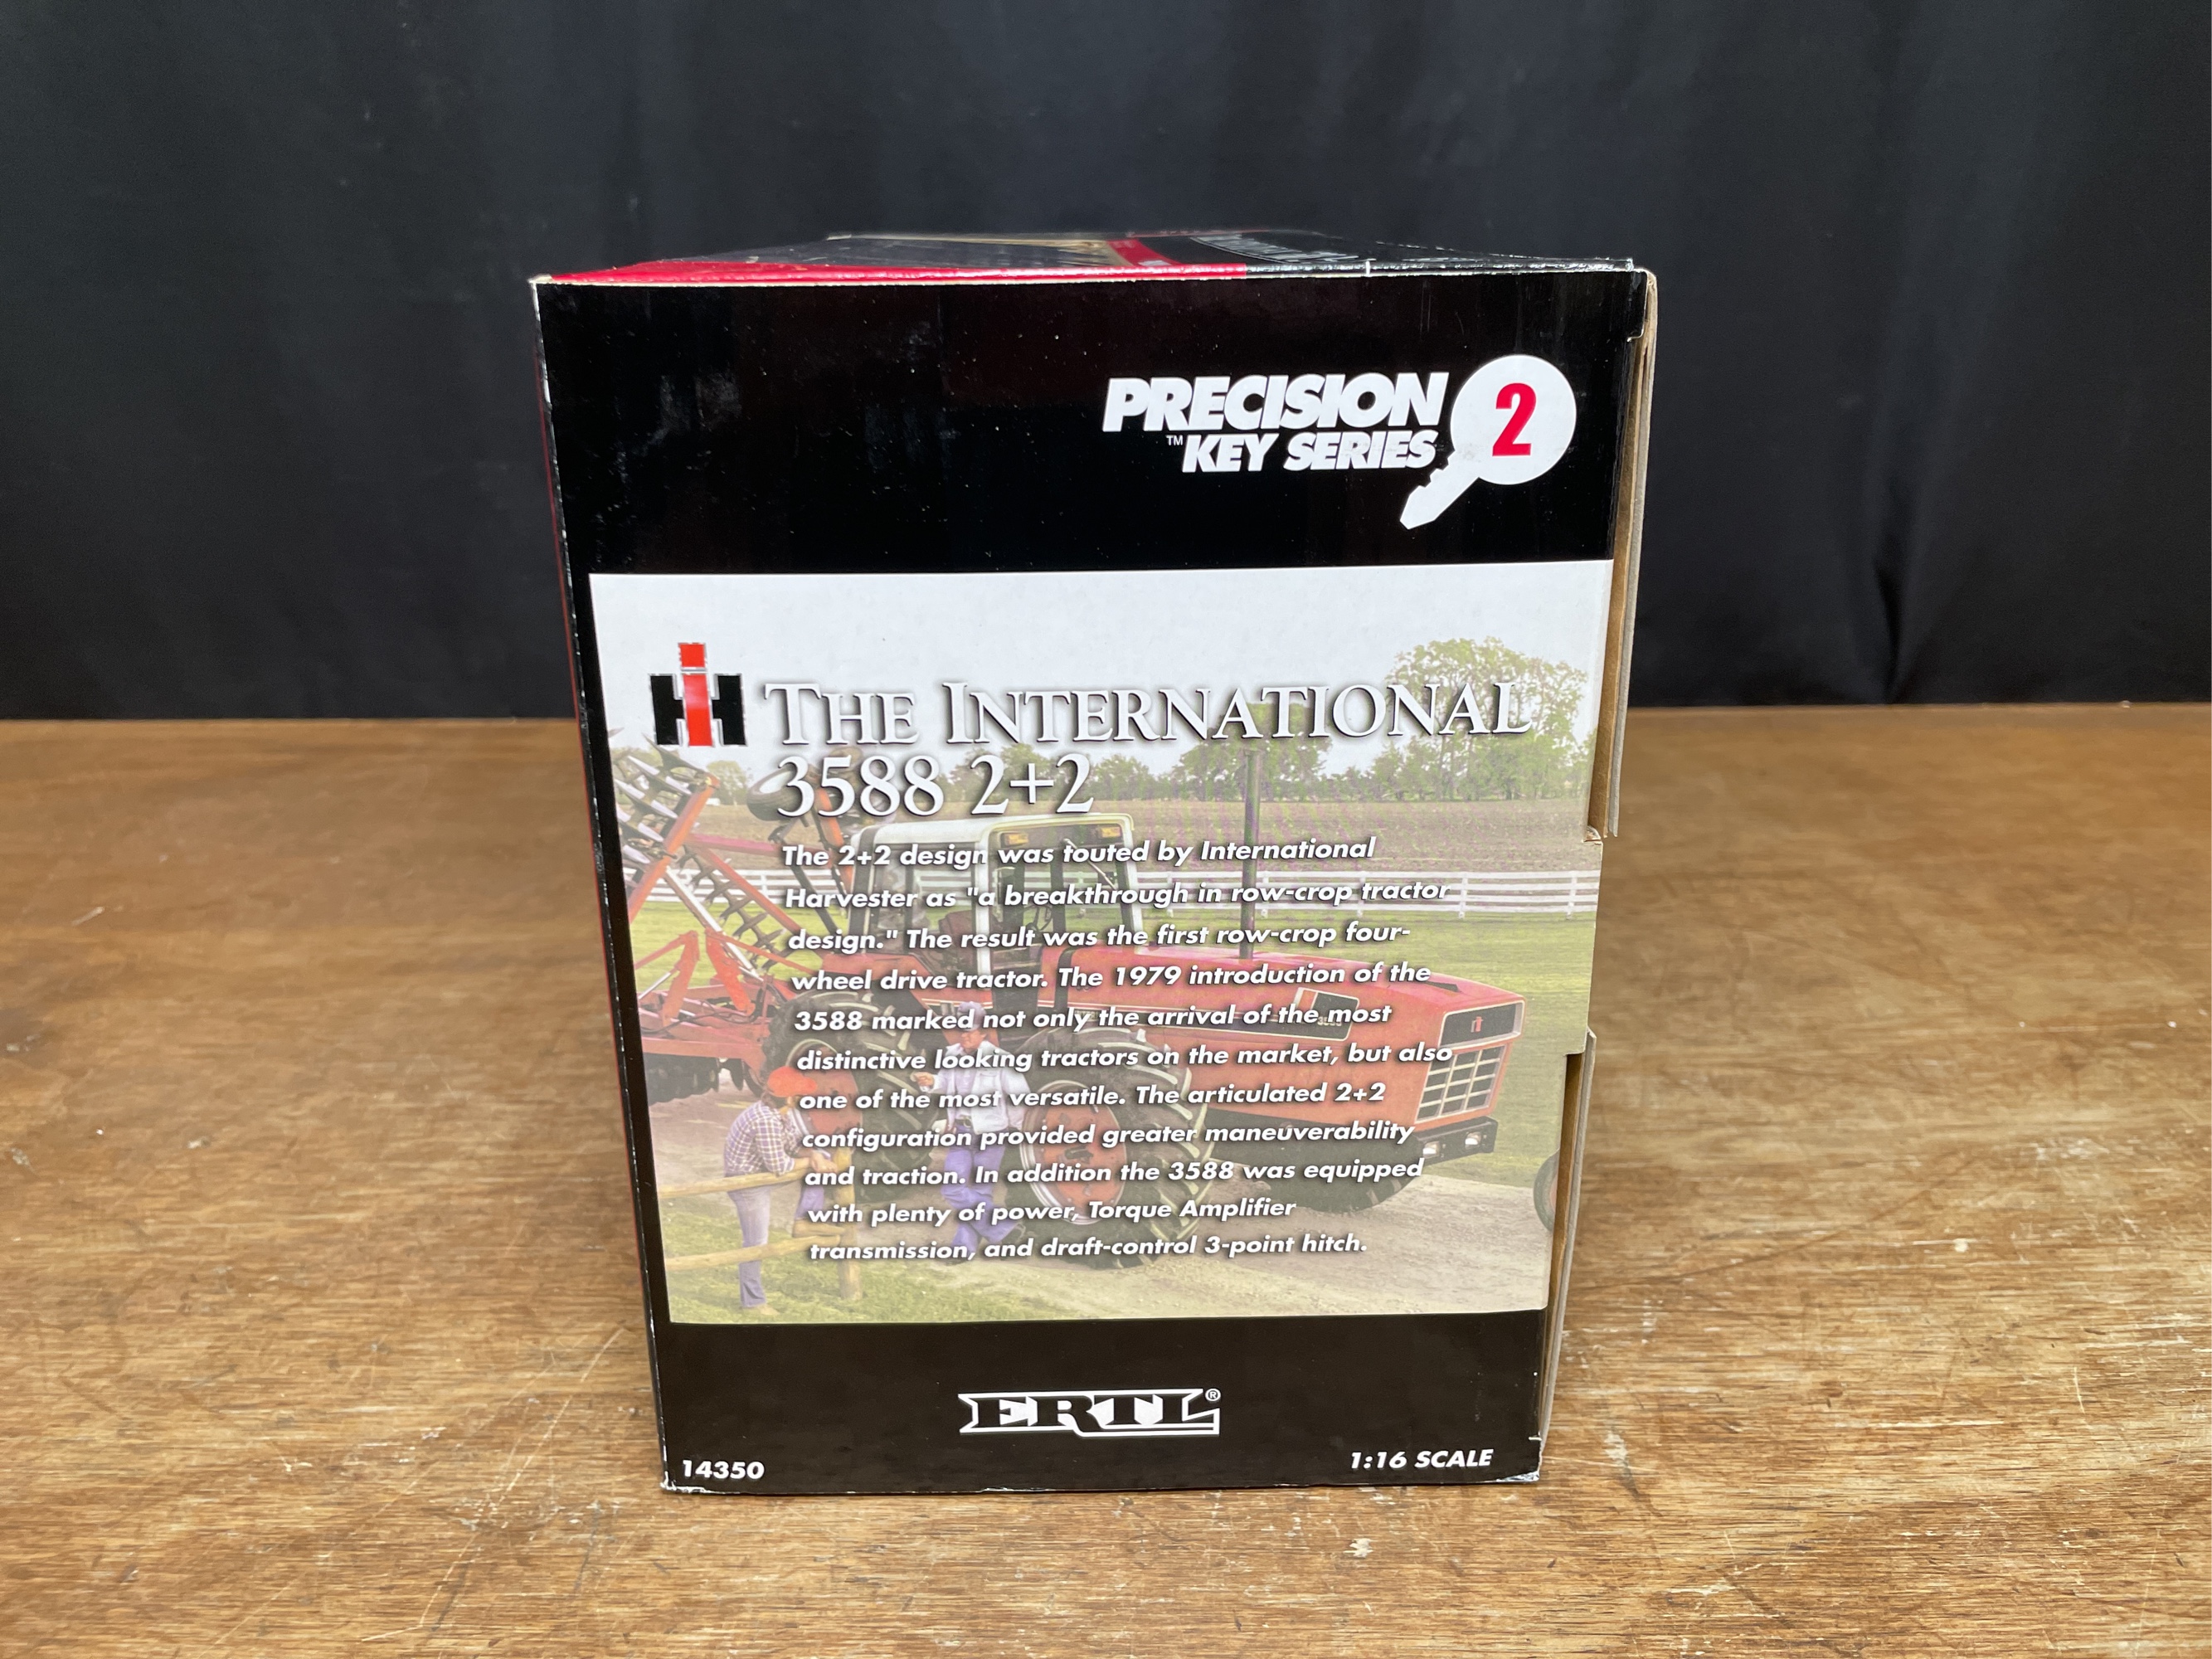 PRECISION
™ KEY SERIES
2
THE INTERNATIONAL
3588 2+2
The 2+2 design was touted by International
Harvester as "a breakthrough in row-crop tractor
design." The result was the first row-crop four-
wheel drive tractor. The 1979 introduction of the
3588 marked not only the arrival of the most
distinctive looking tractors on the market, but also
one of the most versatile. The articulated 2+2
configuration provided greater maneuverability
and traction. In addition the 3588 was equipped
with plenty of power, Torque Amplifier
transmission, and draft-control 3-point hitch.
ERTL®
14350
1:16 SCALE